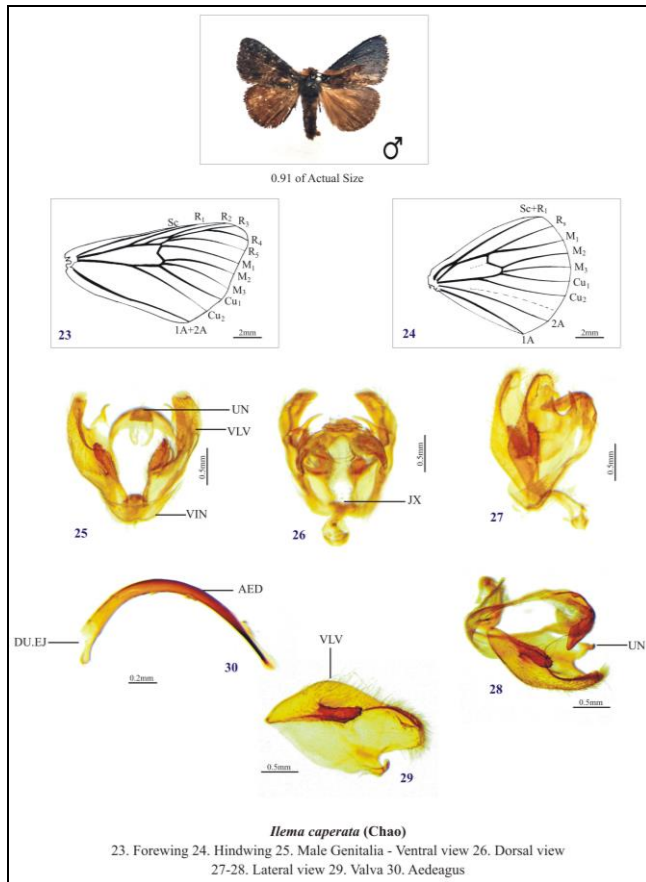 ♂
0.91 of Actual Size
Sc R1 R2 R3
R4
R5
M1
M2
M3
Cu1
Cu2
1A+2A
23
2mm
Sc+R1
Rs
M1
M2
M3
Cu1
Cu2
2A
1A
24
2mm
UN
VLV
0.5mm
VIN
25
0.5mm
JX
26
0.5mm
27
AED
DU.EJ
30
0.2mm
VLV
0.5mm
29
UN
28
0.5mm
Ilema caperata (Chao)
23. Forewing 24. Hindwing 25. Male Genitalia - Ventral view 26. Dorsal view
27-28. Lateral view 29. Valva 30. Aedeagus